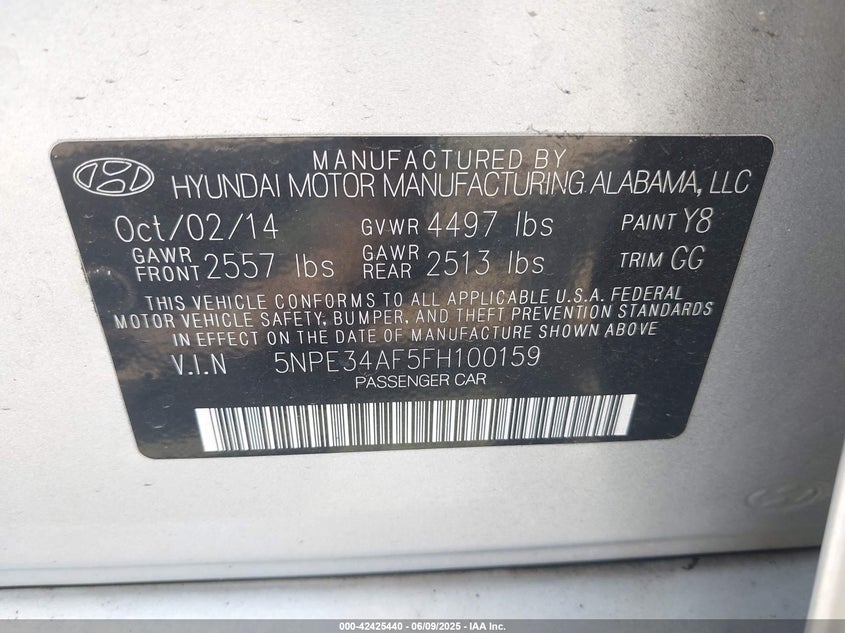 MANUFACTURED BY
HYUNDAI MOTOR MANUFACTURING ALABAMA, LLC
Oct/02/14 GVWR 4497 lbs PAINT Y8
GAWR FRONT 2557 lbs GAWR REAR 2513 lbs TRIM GG
THIS VEHICLE CONFORMS TO ALL APPLICABLE U.S.A. FEDERAL
MOTOR VEHICLE SAFETY, BUMPER, AND THEFT PREVENTION STANDARDS
IN EFFECT ON THE DATE OF MANUFACTURE SHOWN ABOVE
V.I.N 5NPE34AF5FH100159
PASSENGER CAR
000-42425440 - 06/09/2025 - IAA Inc.